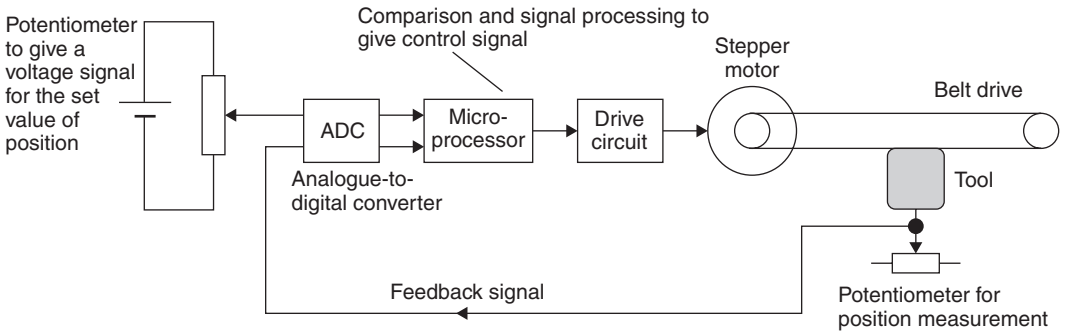 Potentiometer
to give a
voltage signal
for the set
value of
position
Comparison and signal processing to
give control signal
ADC
Analogue-to-
digital converter
Micro-
processor
Drive
circuit
Stepper
motor
Belt drive
Tool
Feedback signal
Potentiometer for
position measurement